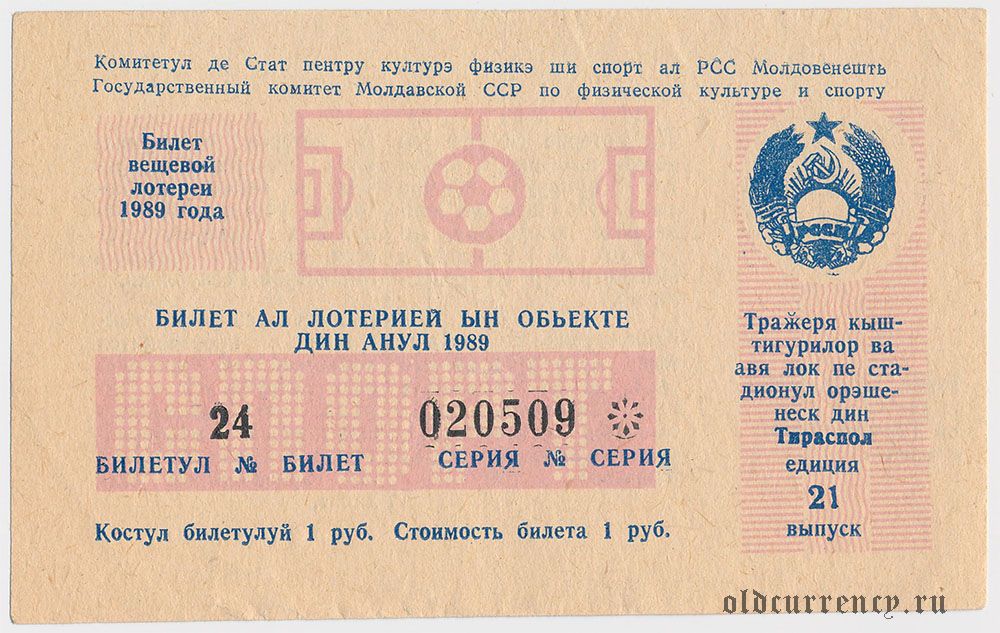 Комитетул де Стат пентру културэ физикэ ши спорт ал РСС Молдовенешть
Государственный комитет Молдавской ССР по физической культуре и спорту
Билет
вещевой
лотереи
1989 года
РССМ
БИЛЕТ АЛ ЛОТЕРИЕЙ ЫН ОБЬЕКТЕ
ДИН АНУЛ 1989
СПОРТ
24
020509
БИЛЕТУЛ № БИЛЕТ
СЕРИЯ № СЕРИЯ
Костул билетулуй 1 руб. Стоимость билета 1 руб.
Тражеря кыш-
тигурилор ва
авя лок пе ста-
дионул орэше-
неск дин
Тираспол
едиция
21
выпуск
oldcurrency.ru